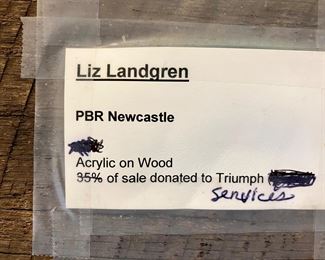 Liz Landgren
PBR Newcastle
Acrylic on Wood
35% of sale donated to Triumph
services